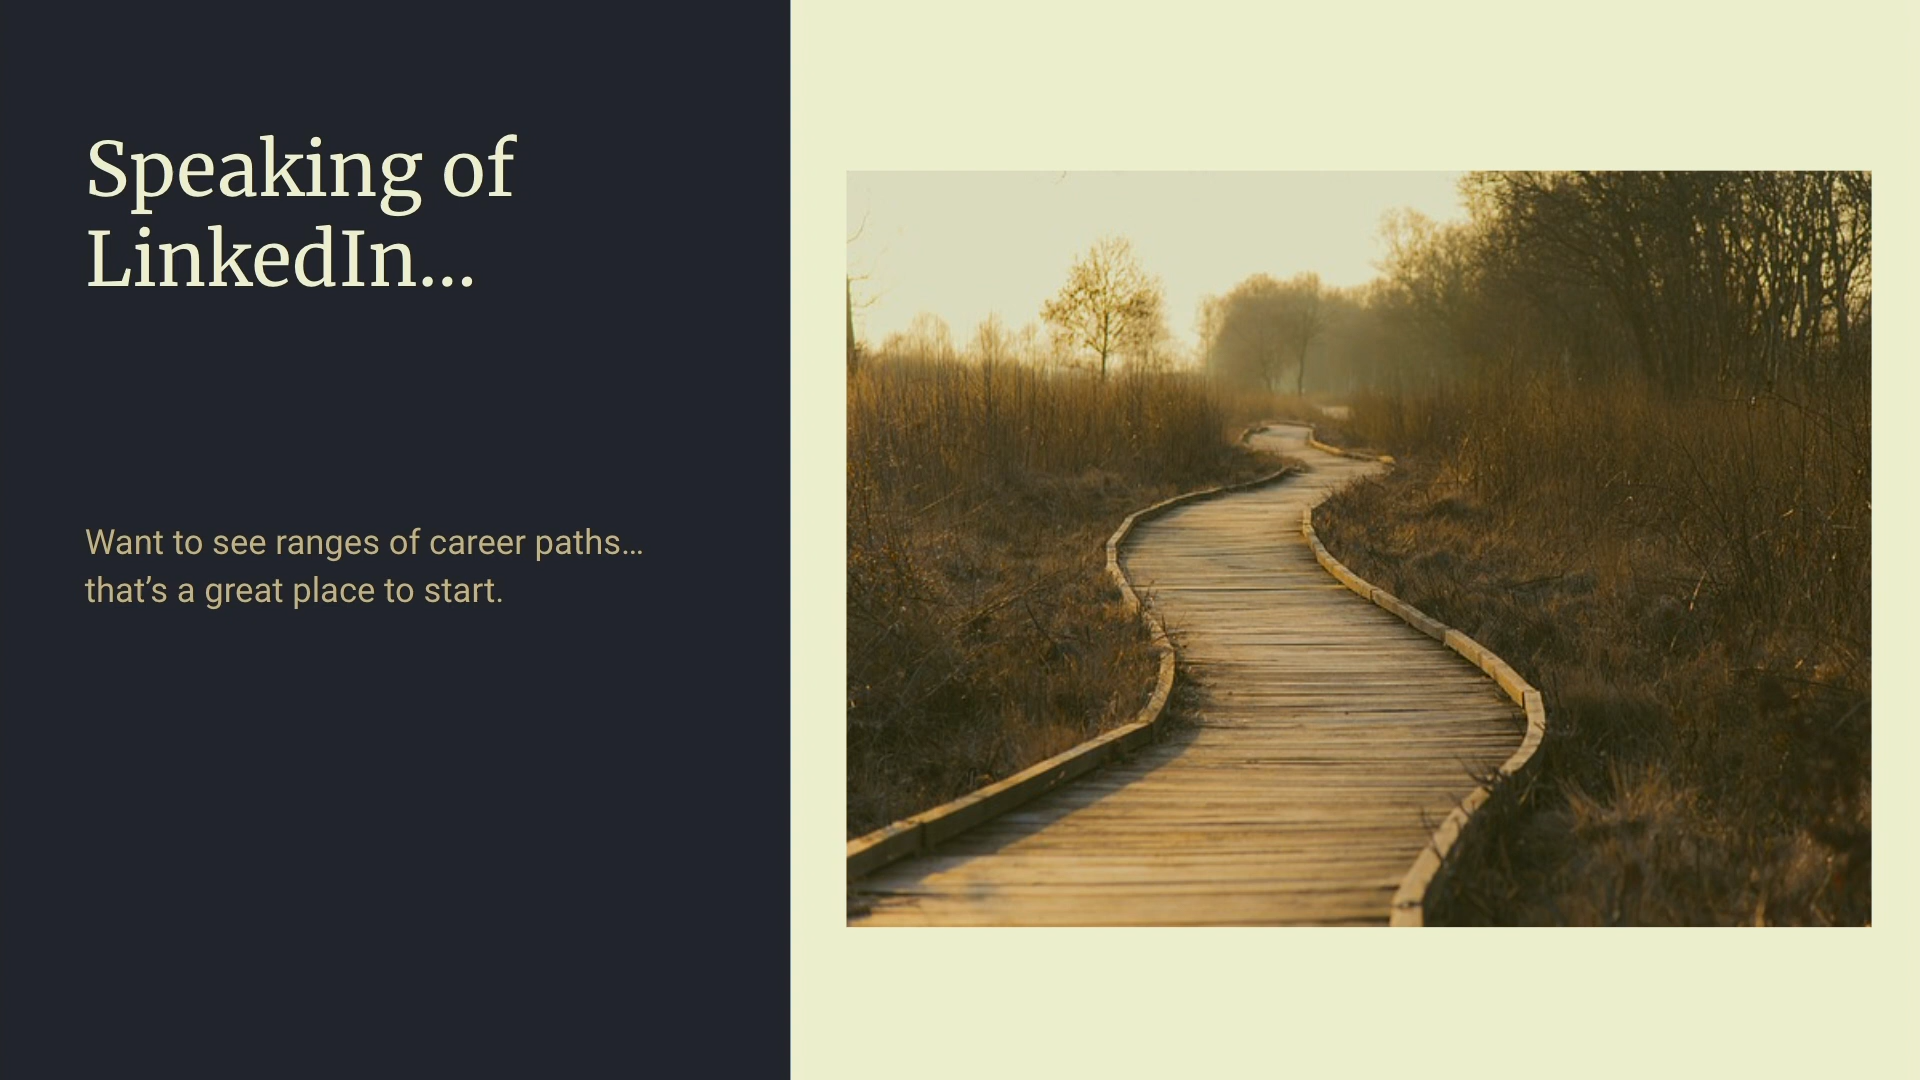 Speaking of
LinkedIn…
Want to see ranges of career paths…
that’s a great place to start.